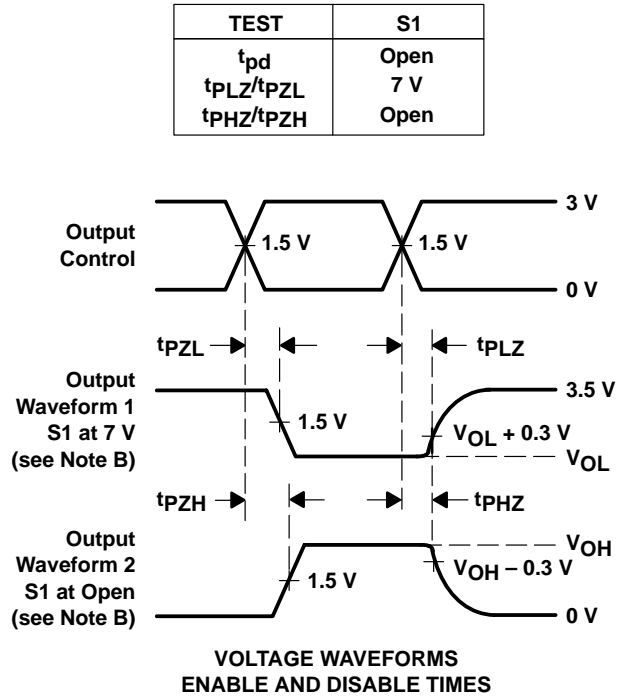 TEST S1
tpd Open
tPLZ/tPZL 7 V
tPHZ/tPZH Open
3 V
Output
Control
1.5 V 1.5 V
0 V
tPZL tPLZ
Output
Waveform 1
S1 at 7 V
(see Note B)
3.5 V
1.5 V
VOL + 0.3 V
VOL
tPZH tPHZ
Output
Waveform 2
S1 at Open
(see Note B)
VOH
VOH – 0.3 V
1.5 V
0 V
VOLTAGE WAVEFORMS
ENABLE AND DISABLE TIMES